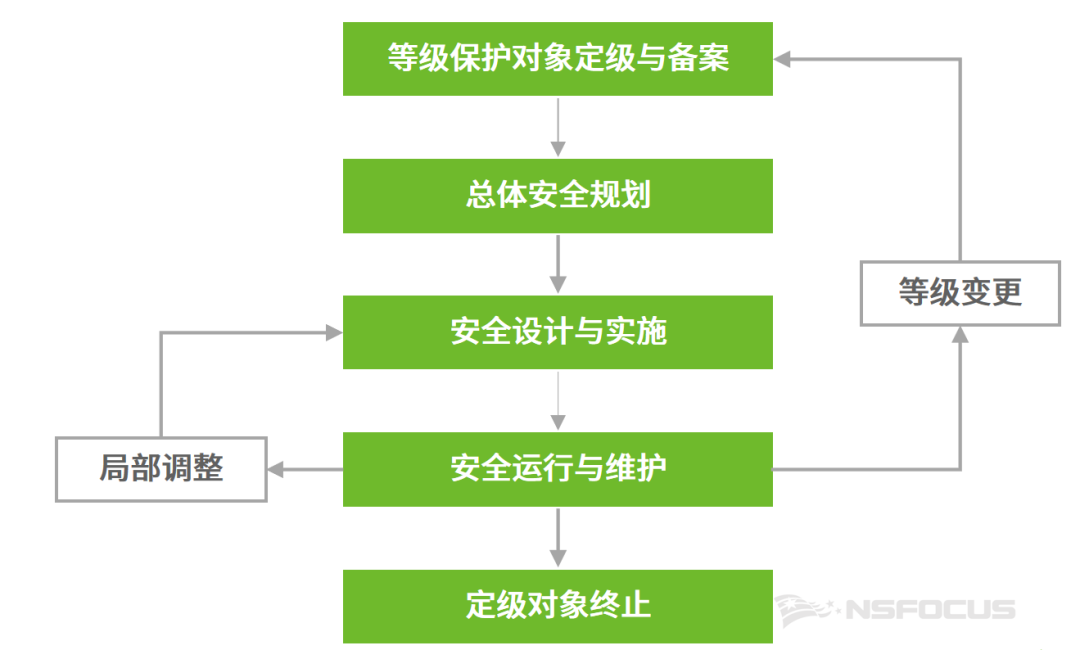 等级保护对象定级与备案
总体安全规划
等级变更
安全设计与实施
局部调整
安全运行与维护
定级对象终止
NSFOCUS